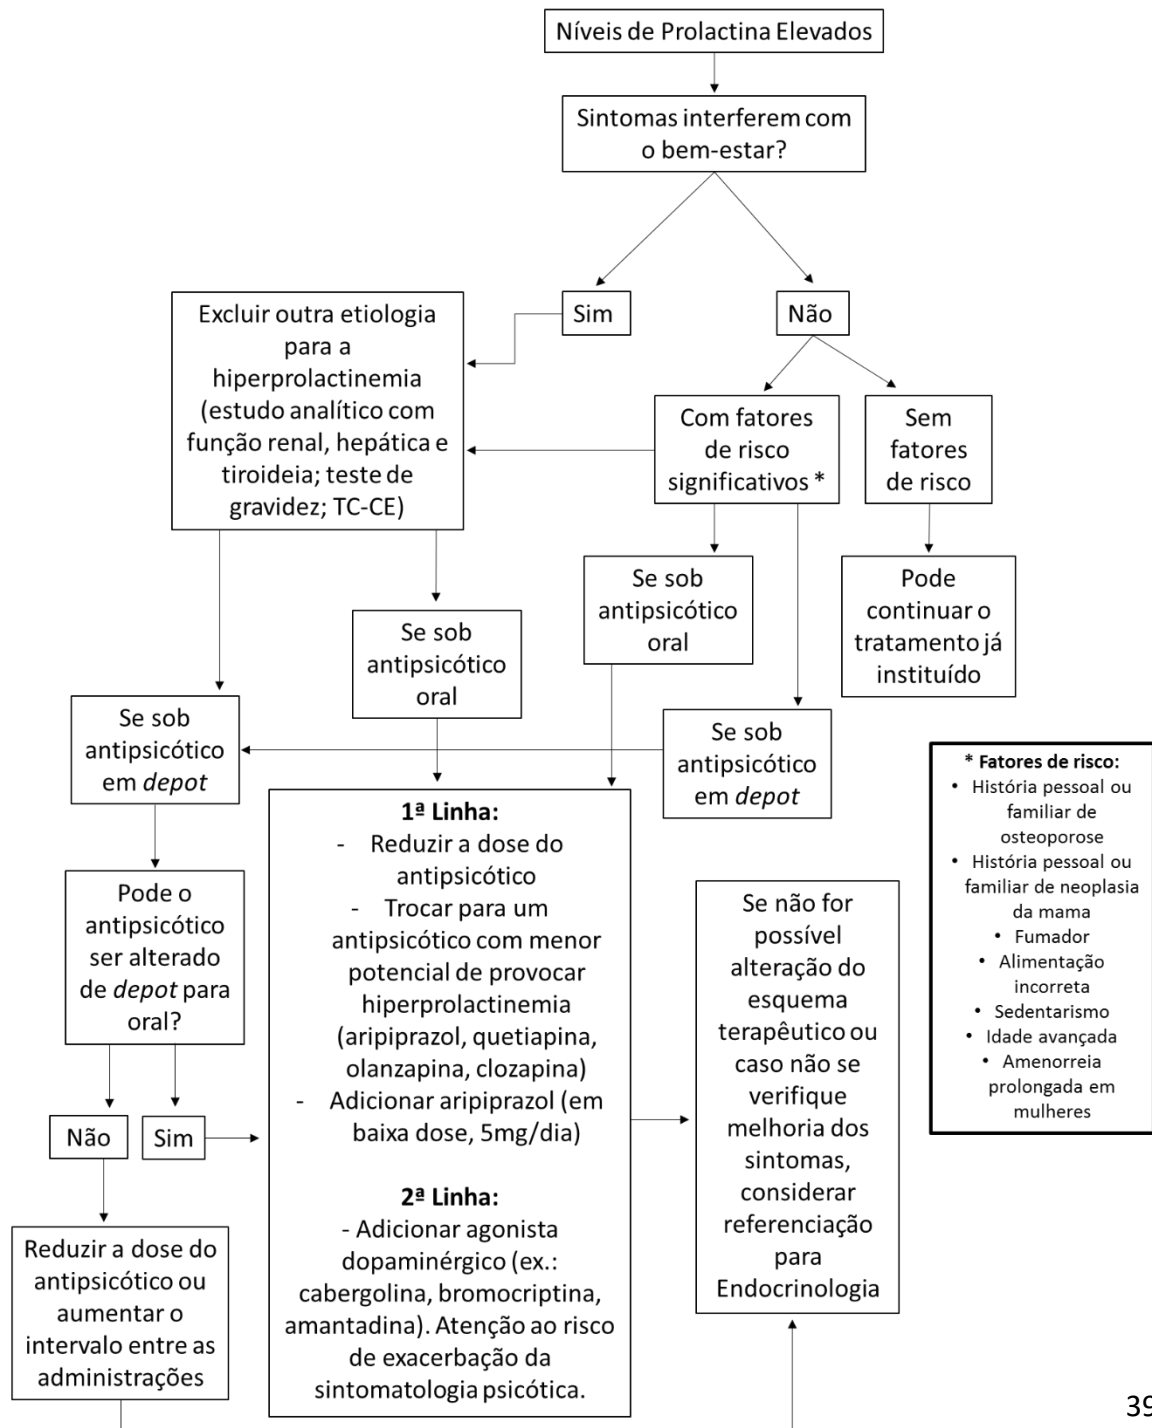 Níveis de Prolactina Elevados
Sintomas interferem com
o bem-estar?
Sim
Não
Excluir outra etiologia
para a
hiperprolactinemia
(estudo analítico com
função renal, hepática e
tiroideia; teste de
gravidez; TC-CE)
Com fatores
de risco
significativos *
Sem
fatores
de risco
Se sob
antipsicótico
oral
Pode
continuar o
tratamento já
instituído
Se sob
antipsicótico
oral
Se sob
antipsicótico
em depot
Se sob
antipsicótico
em depot
* Fatores de risco:
• História pessoal ou
familiar de
osteoporose
• História pessoal ou
familiar de neoplasia
da mama
• Fumador
• Alimentação
incorreta
• Sedentarismo
• Idade avançada
• Amenorreia
prolongada em
mulheres
Pode o
antipsicótico
ser alterado
de depot para
oral?
Não
Sim
1ª Linha:
- Reduzir a dose do
antipsicótico
- Trocar para um
antipsicótico com menor
potencial de provocar
hiperprolactinemia
(aripiprazol, quetiapina,
olanzapina, clozapina)
- Adicionar aripiprazol (em
baixa dose, 5mg/dia)
2ª Linha:
- Adicionar agonista
dopaminérgico (ex.:
cabergolina, bromocriptina,
amantadina). Atenção ao risco
de exacerbação da
sintomatologia psicótica.
Se não for
possível
alteração do
esquema
terapêutico ou
caso não se
verifique
melhoria dos
sintomas,
considerar
referenciação
para
Endocrinologia
Reduzir a dose do
antipsicótico ou
aumentar o
intervalo entre as
administrações
39